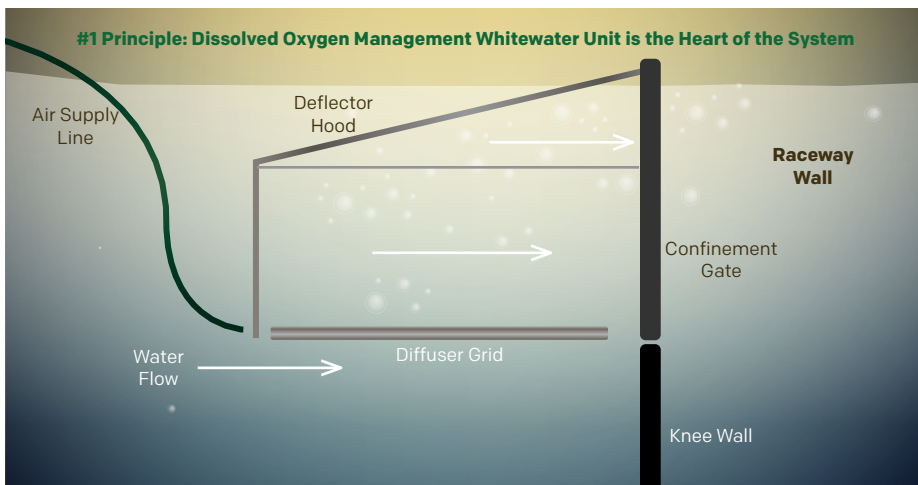 #1 Principle: Dissolved Oxygen Management Whitewater Unit is the Heart of the System
Air Supply
Line
Deflector
Hood
Raceway
Wall
Confinement
Gate
Diffuser Grid
Water
Flow
Knee Wall